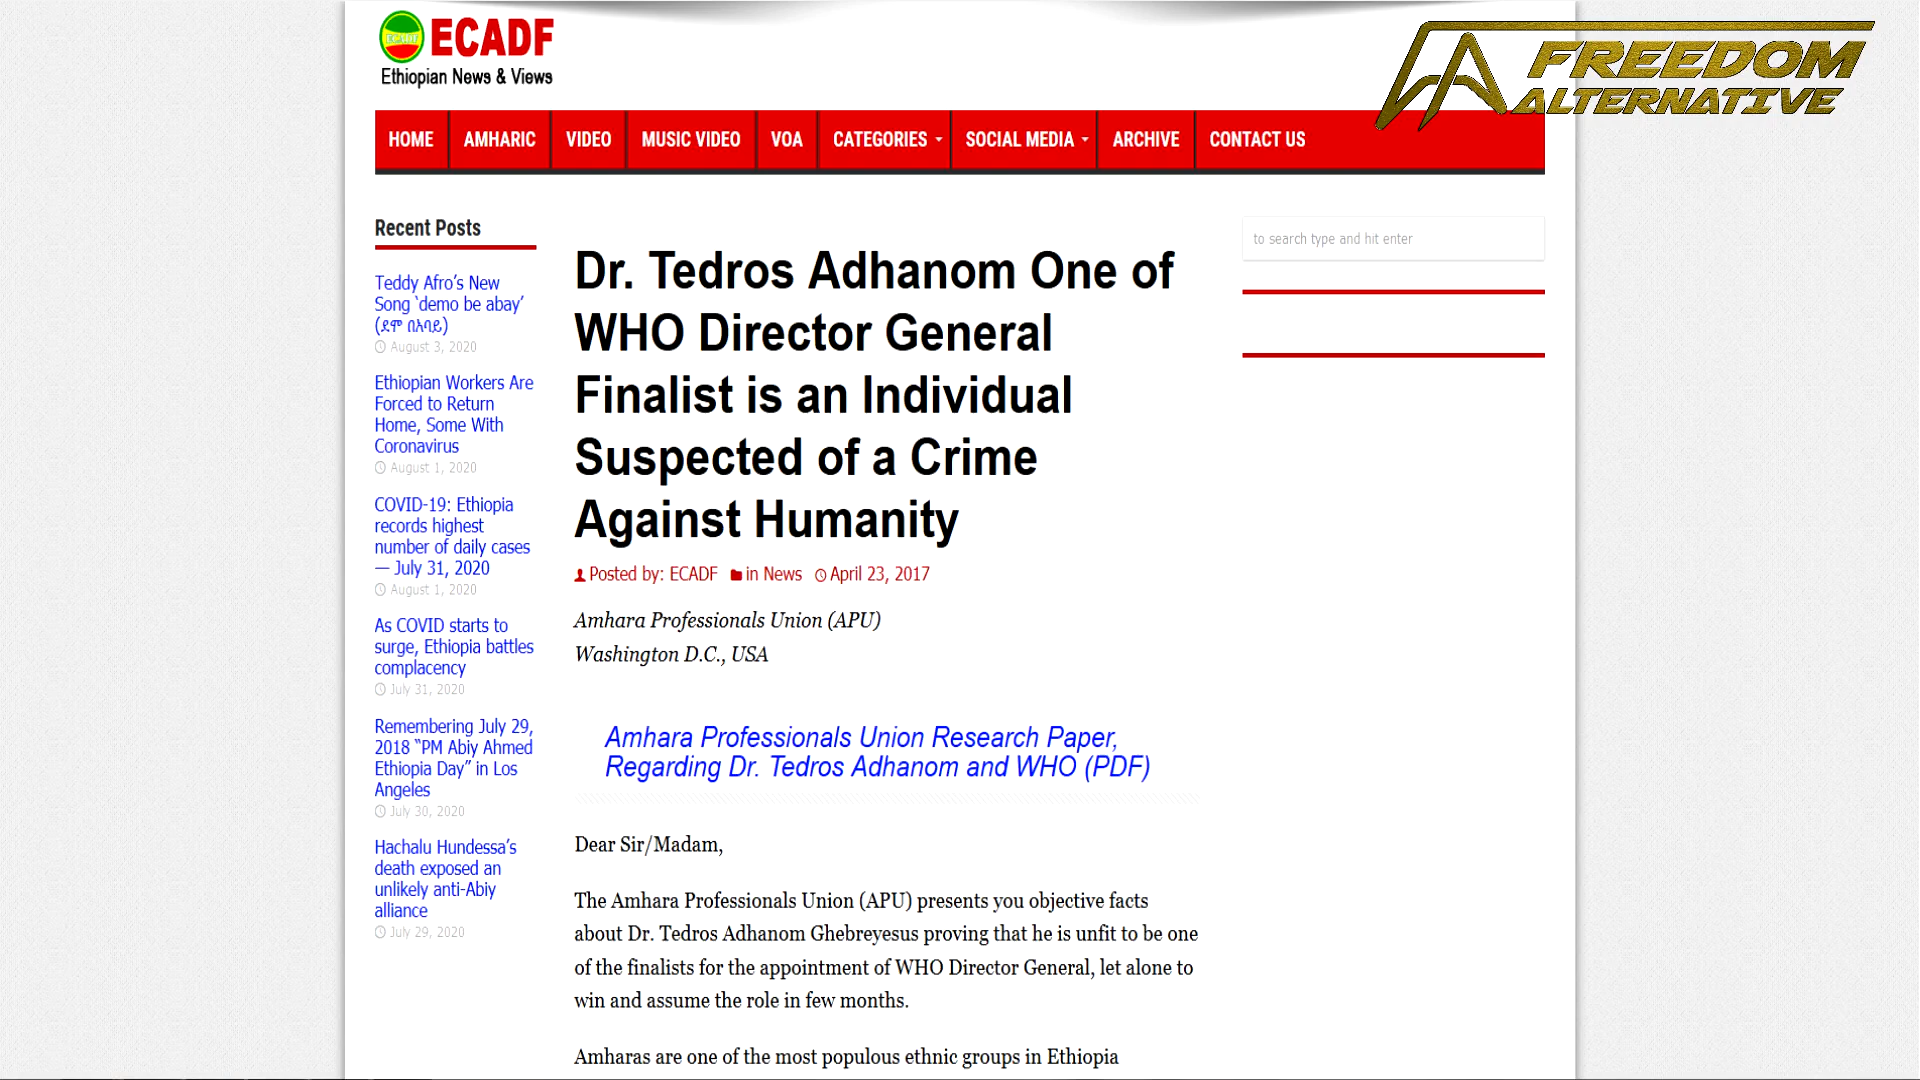 ECADF
Ethiopian News & Views
FREEDOM
ALTERNATIVE
HOME
AMHARIC
VIDEO
MUSIC VIDEO
VOA
CATEGORIES
SOCIAL MEDIA
ARCHIVE
CONTACT US
Recent Posts
Teddy Afro’s New
Song ‘demo be abay’
(ደሞ በአባይ)
August 3, 2020
Ethiopian Workers Are
Forced to Return
Home, Some With
Coronavirus
August 1, 2020
COVID-19: Ethiopia
records highest
number of daily cases
— July 31, 2020
August 1, 2020
As COVID starts to
surge, Ethiopia battles
complacency
July 31, 2020
Remembering July 29,
2018 “PM Abiy Ahmed
Ethiopia Day” in Los
Angeles
July 30, 2020
Hachalu Hundessa’s
death exposed an
unlikely anti-Abiy
alliance
July 29, 2020
Dr. Tedros Adhanom One of
WHO Director General
Finalist is an Individual
Suspected of a Crime
Against Humanity
Posted by: ECADF in News April 23, 2017
Amhara Professionals Union (APU)
Washington D.C., USA
Amhara Professionals Union Research Paper,
Regarding Dr. Tedros Adhanom and WHO (PDF)
Dear Sir/Madam,
The Amhara Professionals Union (APU) presents you objective facts
about Dr. Tedros Adhanom Ghebreyesus proving that he is unfit to be one
of the finalists for the appointment of WHO Director General, let alone to
win and assume the role in few months.
Amharas are one of the most populous ethnic groups in Ethiopia
to search type and hit enter